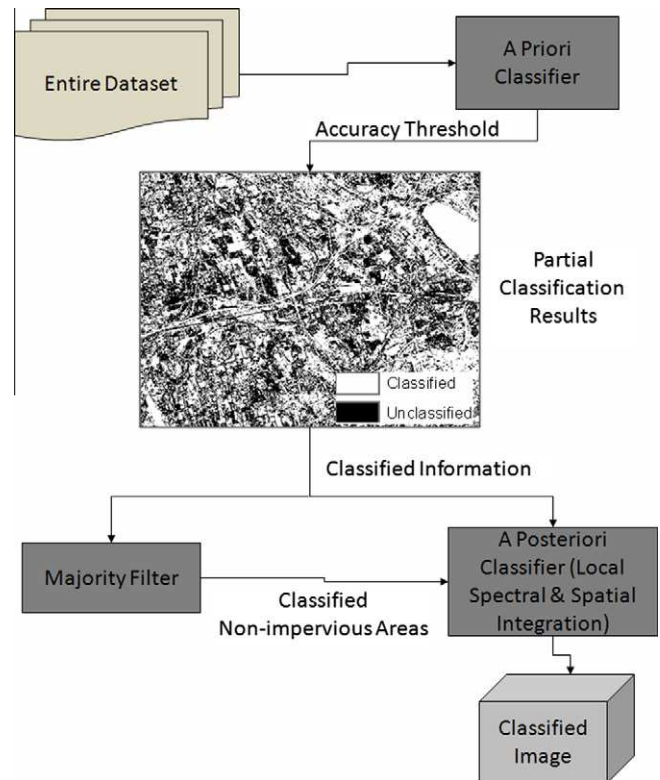 Entire Dataset
A Priori
Classifier
Accuracy Threshold
Partial
Classification
Results
Classified
Unclassified
Classified Information
Majority Filter
Classified
Non-impervious Areas
A Posteriori
Classifier (Local
Spectral & Spatial
Integration)
Classified
Image